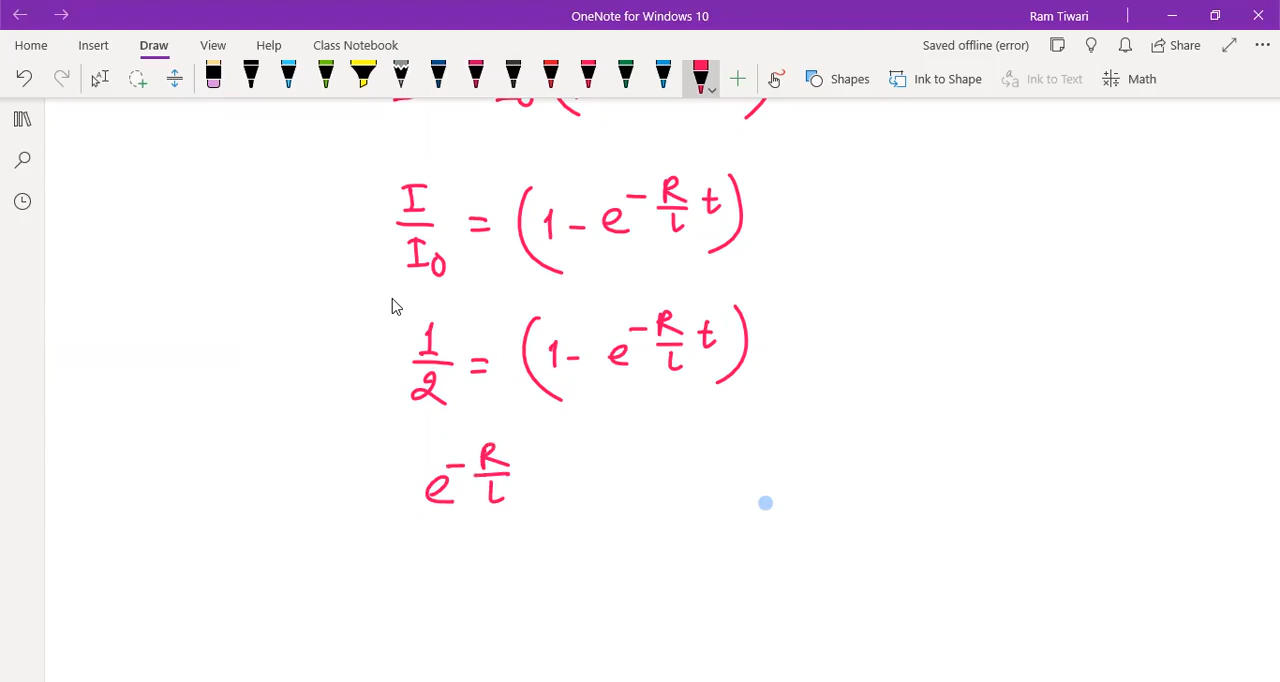 OneNote for Windows 10
Ram Tiwari
Home Insert Draw View Help Class Notebook
Saved offline (error) Share
Shapes Ink to Shape Ink to Text Math
I/I₀ = (1 - e^(-R/L t))
1/2 = (1 - e^(-R/L t))
e^(-R/L)